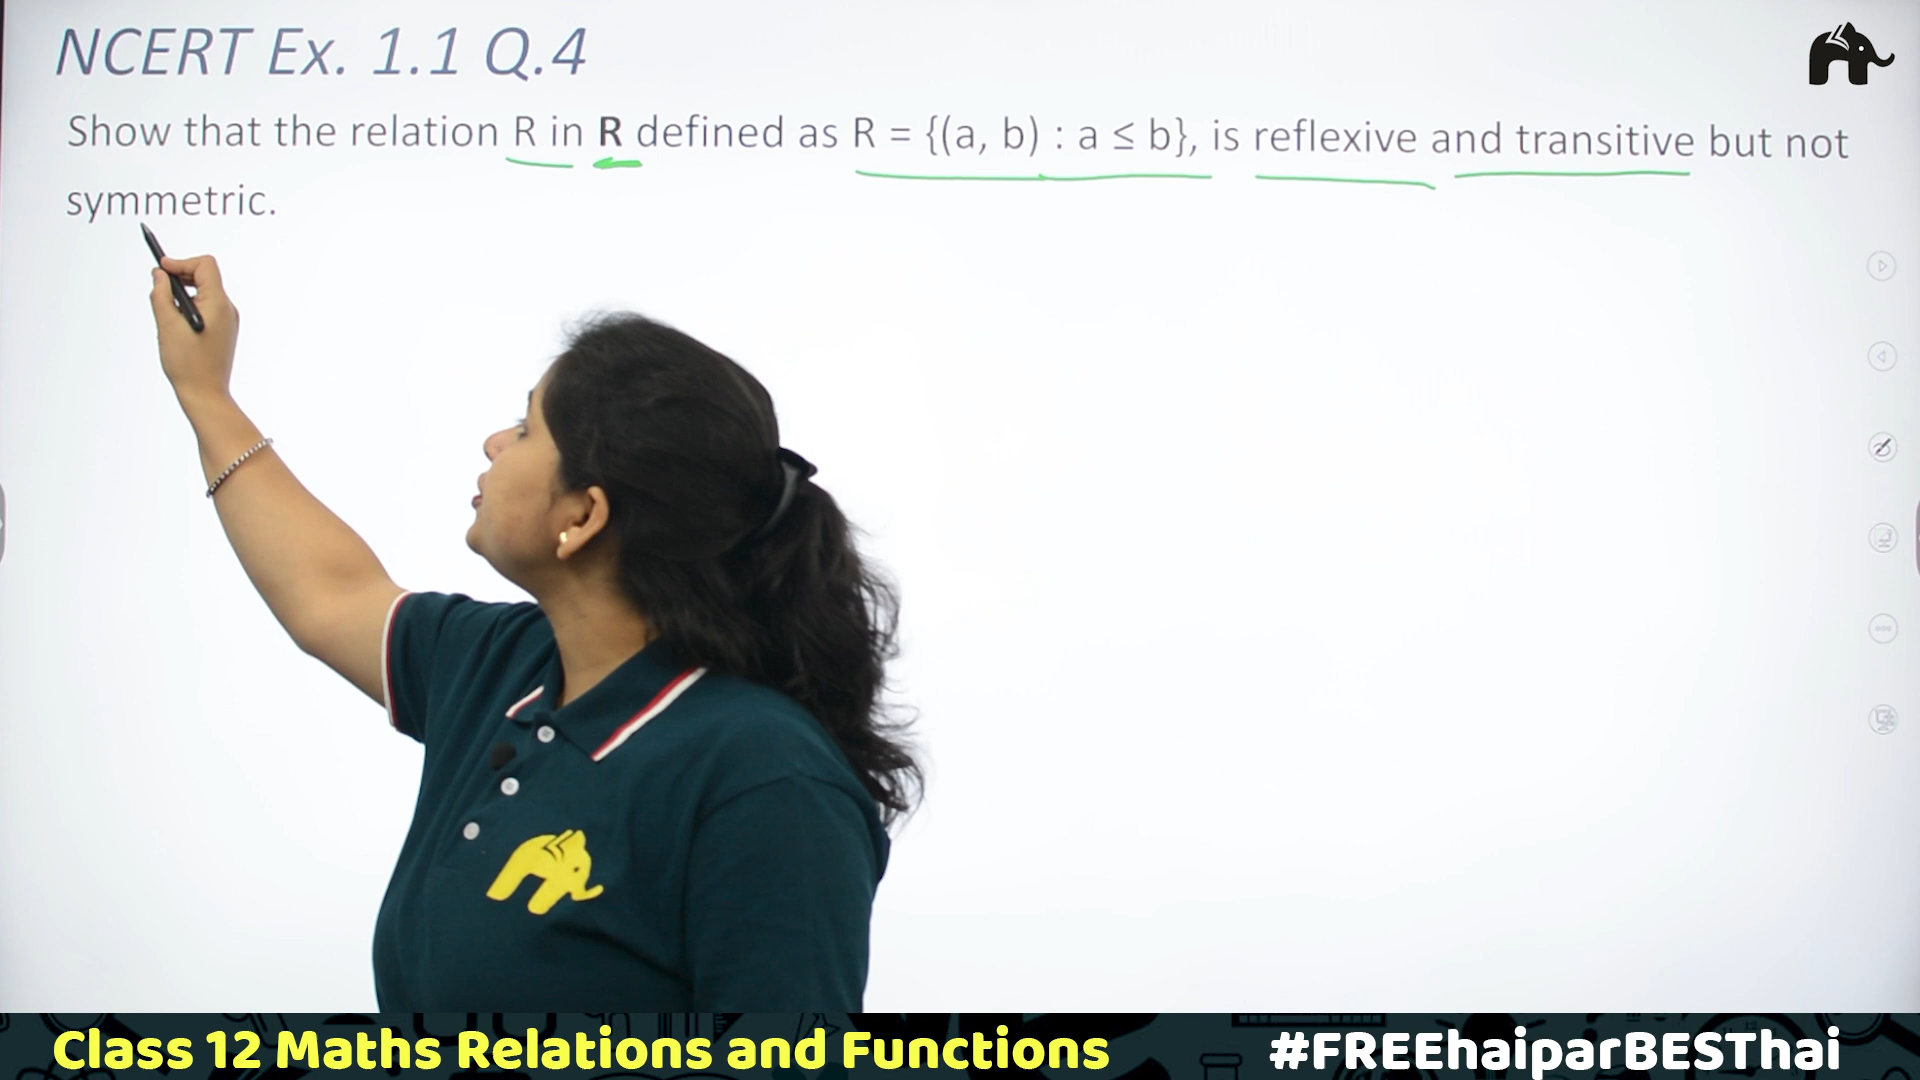 NCERT Ex. 1.1 Q.4
Show that the relation R in R defined as R = {(a, b) : a ≤ b}, is reflexive and transitive but not
symmetric.
Class 12 Maths Relations and Functions
#FREEhaiparBESThai